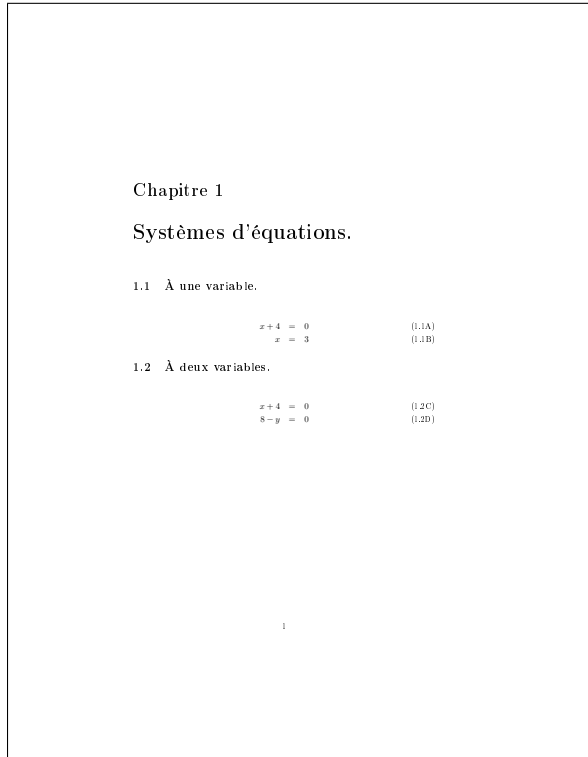 Chapitre 1
Systèmes d'équations.
1.1 À une variable.
x + 4 = 0 (1.1A)
x = 3 (1.1B)
1.2 À deux variables.
x + 4 = 0 (1.2C)
8 − y = 0 (1.2D)
1